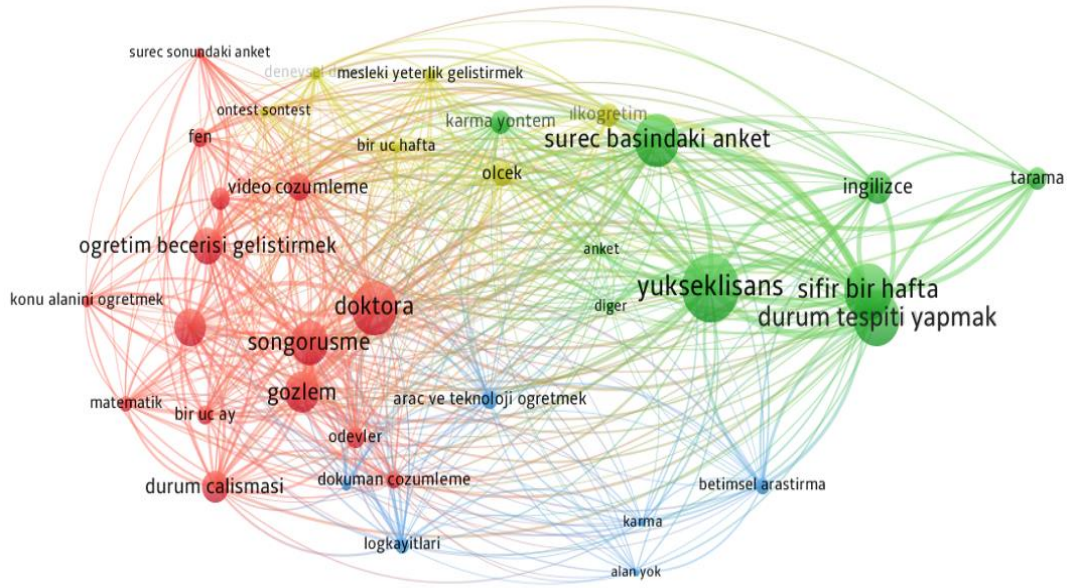 surec sonundaki anket
mesleki yeterlik gelistirmek
ontest sontest
karma yontem
ilkogretim
fen
surec basindaki anket
bir uc hafta
olcek
tarama
video cozumleme
ingilizce
ogretim becerisi gelistirmek
anket
yukseklisans
sifir bir hafta
konu alanini ogretmek
doktora
diger
durum tespiti yapmak
songorusme
gozlem
arac ve teknoloji ogretmek
matematik
bir uc ay
odevler
durum calismasi
dokuman cozumleme
betimsel arastirma
karma
logkayitlari
alan yok